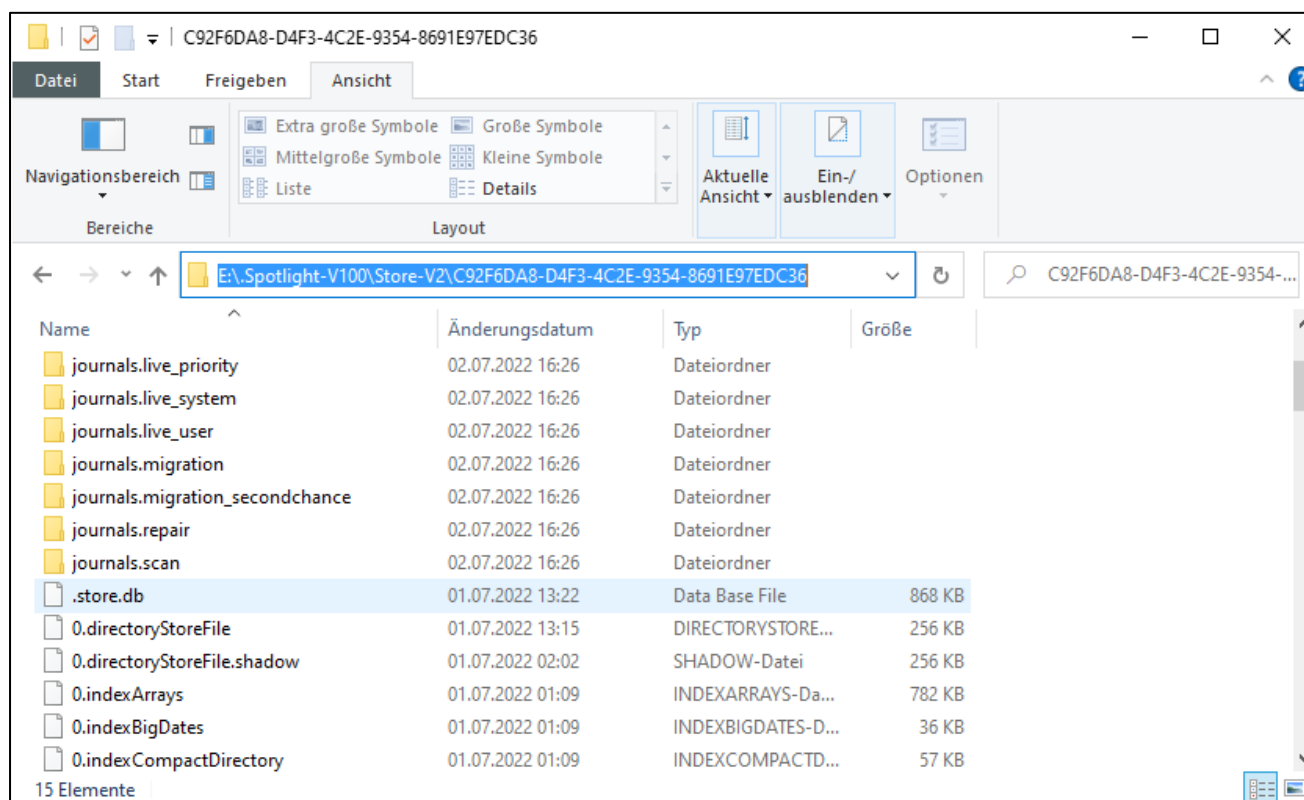 C92F6DA8-D4F3-4C2E-9354-8691E97EDC36
Datei Start Freigeben Ansicht
Extra große Symbole Große Symbole
Mittelgroße Symbole Kleine Symbole
Liste Details
Navigationsbereich
Aktuelle Ansicht
Ein-/ausblenden
Optionen
Bereiche Layout
E:\.Spotlight-V100\Store-V2\C92F6DA8-D4F3-4C2E-9354-8691E97EDC36 C92F6DA8-D4F3-4C2E-9354-...
Name Änderungsdatum Typ Größe
journals.live_priority 02.07.2022 16:26 Dateiordner
journals.live_system 02.07.2022 16:26 Dateiordner
journals.live_user 02.07.2022 16:26 Dateiordner
journals.migration 02.07.2022 16:26 Dateiordner
journals.migration_secondchance 02.07.2022 16:26 Dateiordner
journals.repair 02.07.2022 16:26 Dateiordner
journals.scan 02.07.2022 16:26 Dateiordner
.store.db 01.07.2022 13:22 Data Base File 868 KB
0.directoryStoreFile 01.07.2022 13:15 DIRECTORYSTORE... 256 KB
0.directoryStoreFile.shadow 01.07.2022 02:02 SHADOW-Datei 256 KB
0.indexArrays 01.07.2022 01:09 INDEXARRAYS-Da... 782 KB
0.indexBigDates 01.07.2022 01:09 INDEXBIGDATES-D... 36 KB
0.indexCompactDirectory 01.07.2022 01:09 INDEXCOMPACTD... 57 KB
15 Elemente